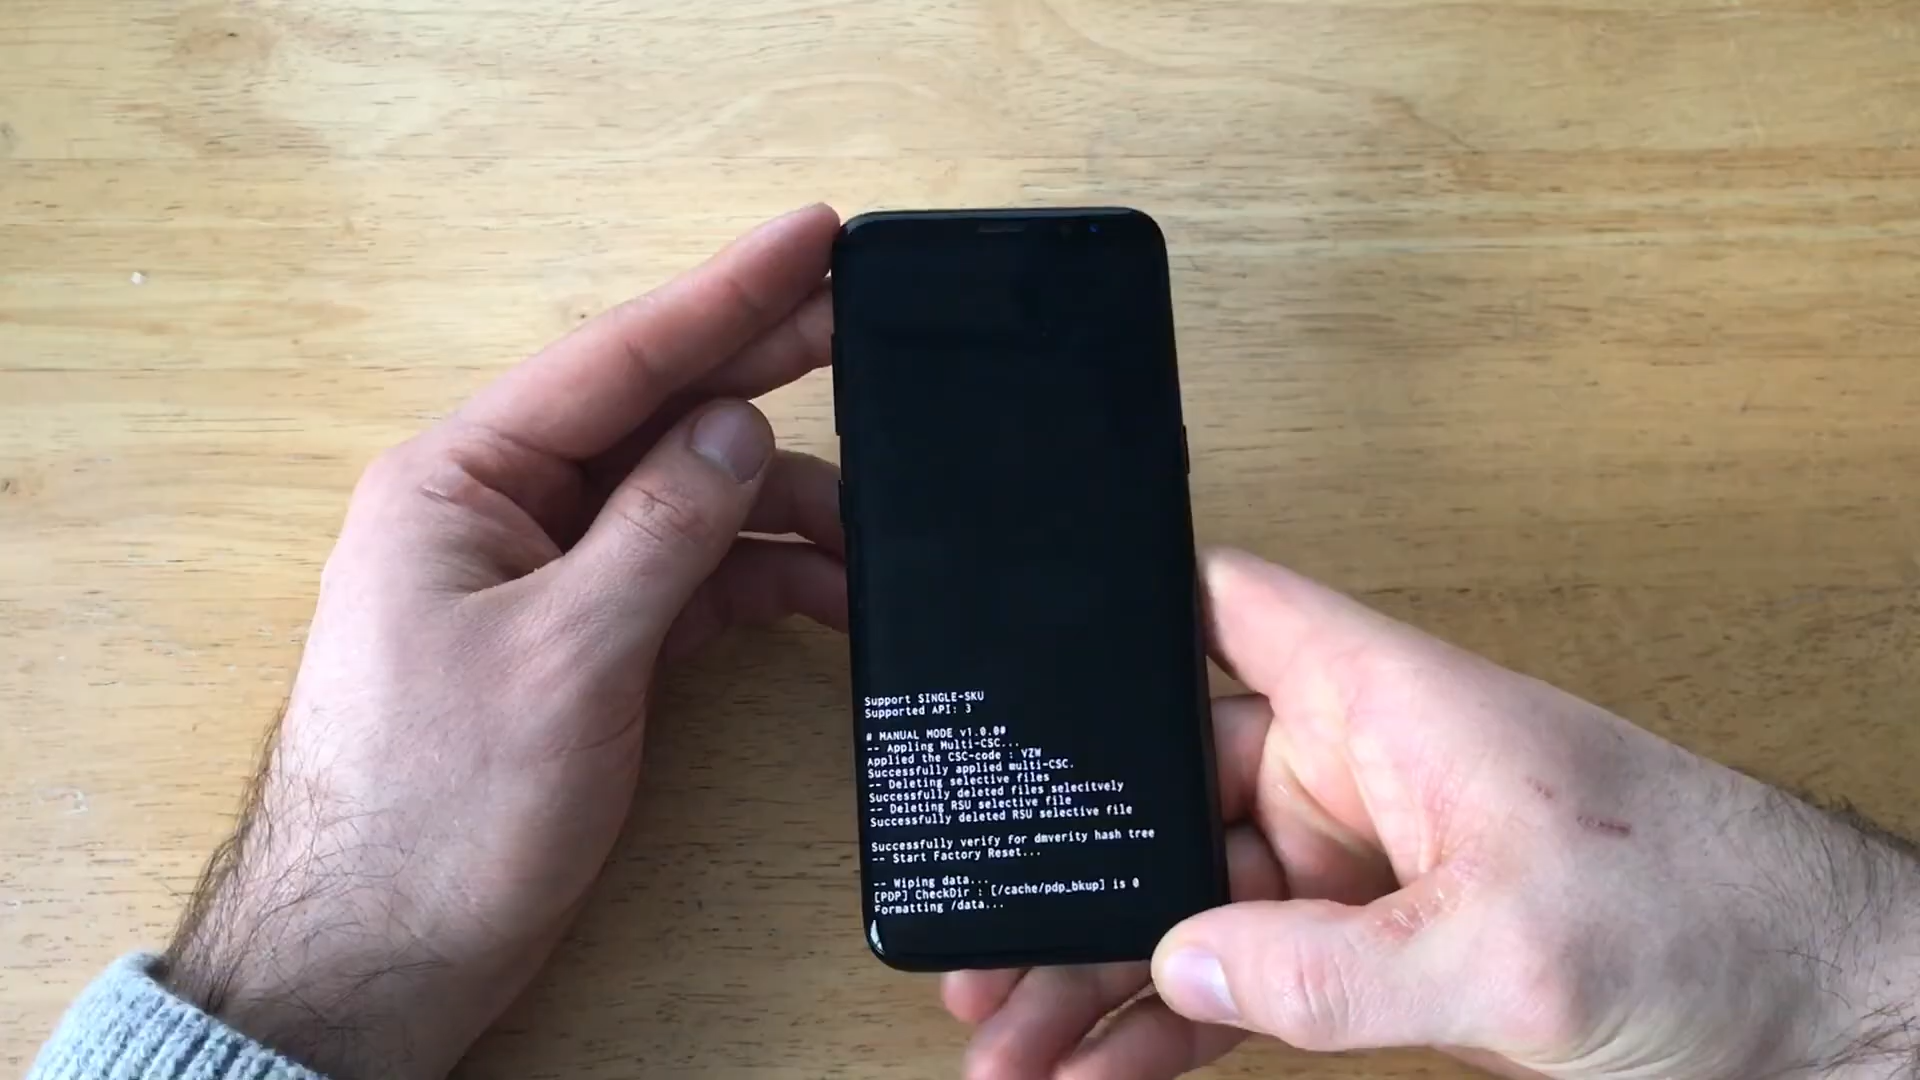 Support SINGLE-SKU
Supported API: 3
# MANUAL MODE v1.0.0#
-- Appling Multi-CSC...
Applied the CSC-code : VZW
Successfully applied multi-CSC.
-- Deleting selective files
Successfully deleted files selecitvely
-- Deleting RSU selective file
Successfully deleted RSU selective file
Successfully verify for dmverity hash tree
-- Start Factory Reset...
-- Wiping data...
[PDP] CheckDir : [/cache/pdp_bkup] is 0
Formatting /data...